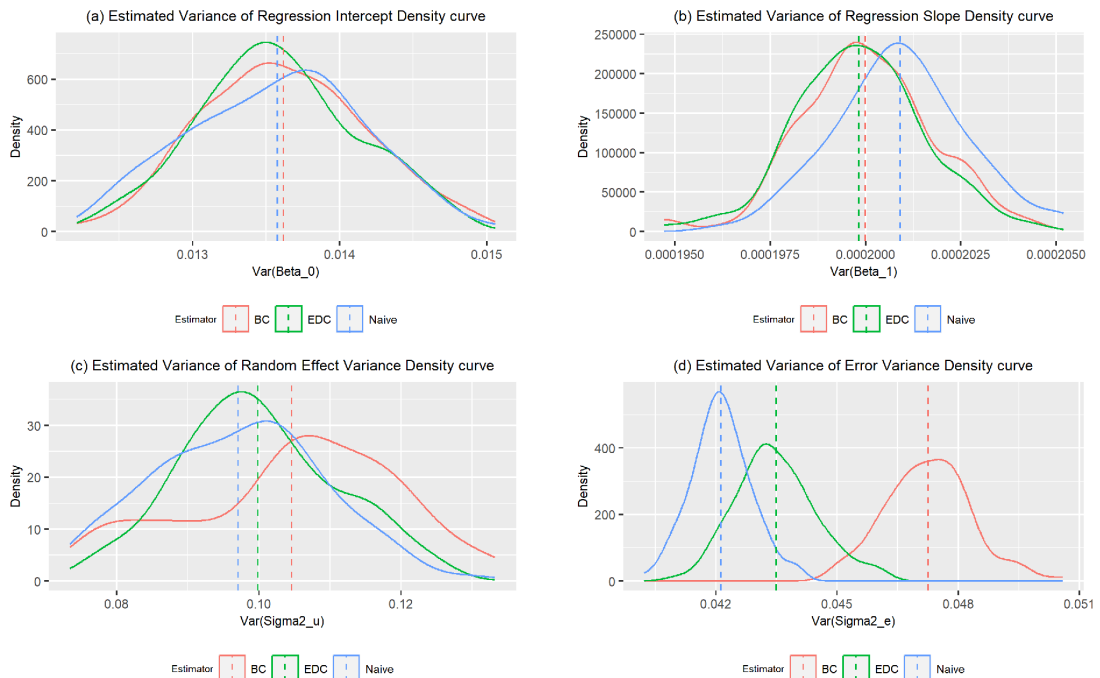 (a) Estimated Variance of Regression Intercept Density curve
Density
600
400
200
0
0.013
0.014
0.015
Var(Beta_0)
Estimator BC EDC Naive
(b) Estimated Variance of Regression Slope Density curve
Density
250000
200000
150000
100000
50000
0
0.0001950
0.0001975
0.0002000
0.0002025
0.0002050
Var(Beta_1)
Estimator BC EDC Naive
(c) Estimated Variance of Random Effect Variance Density curve
Density
30
20
10
0
0.08
0.10
0.12
Var(Sigma2_u)
Estimator BC EDC Naive
(d) Estimated Variance of Error Variance Density curve
Density
400
200
0
0.042
0.045
0.048
0.051
Var(Sigma2_e)
Estimator BC EDC Naive